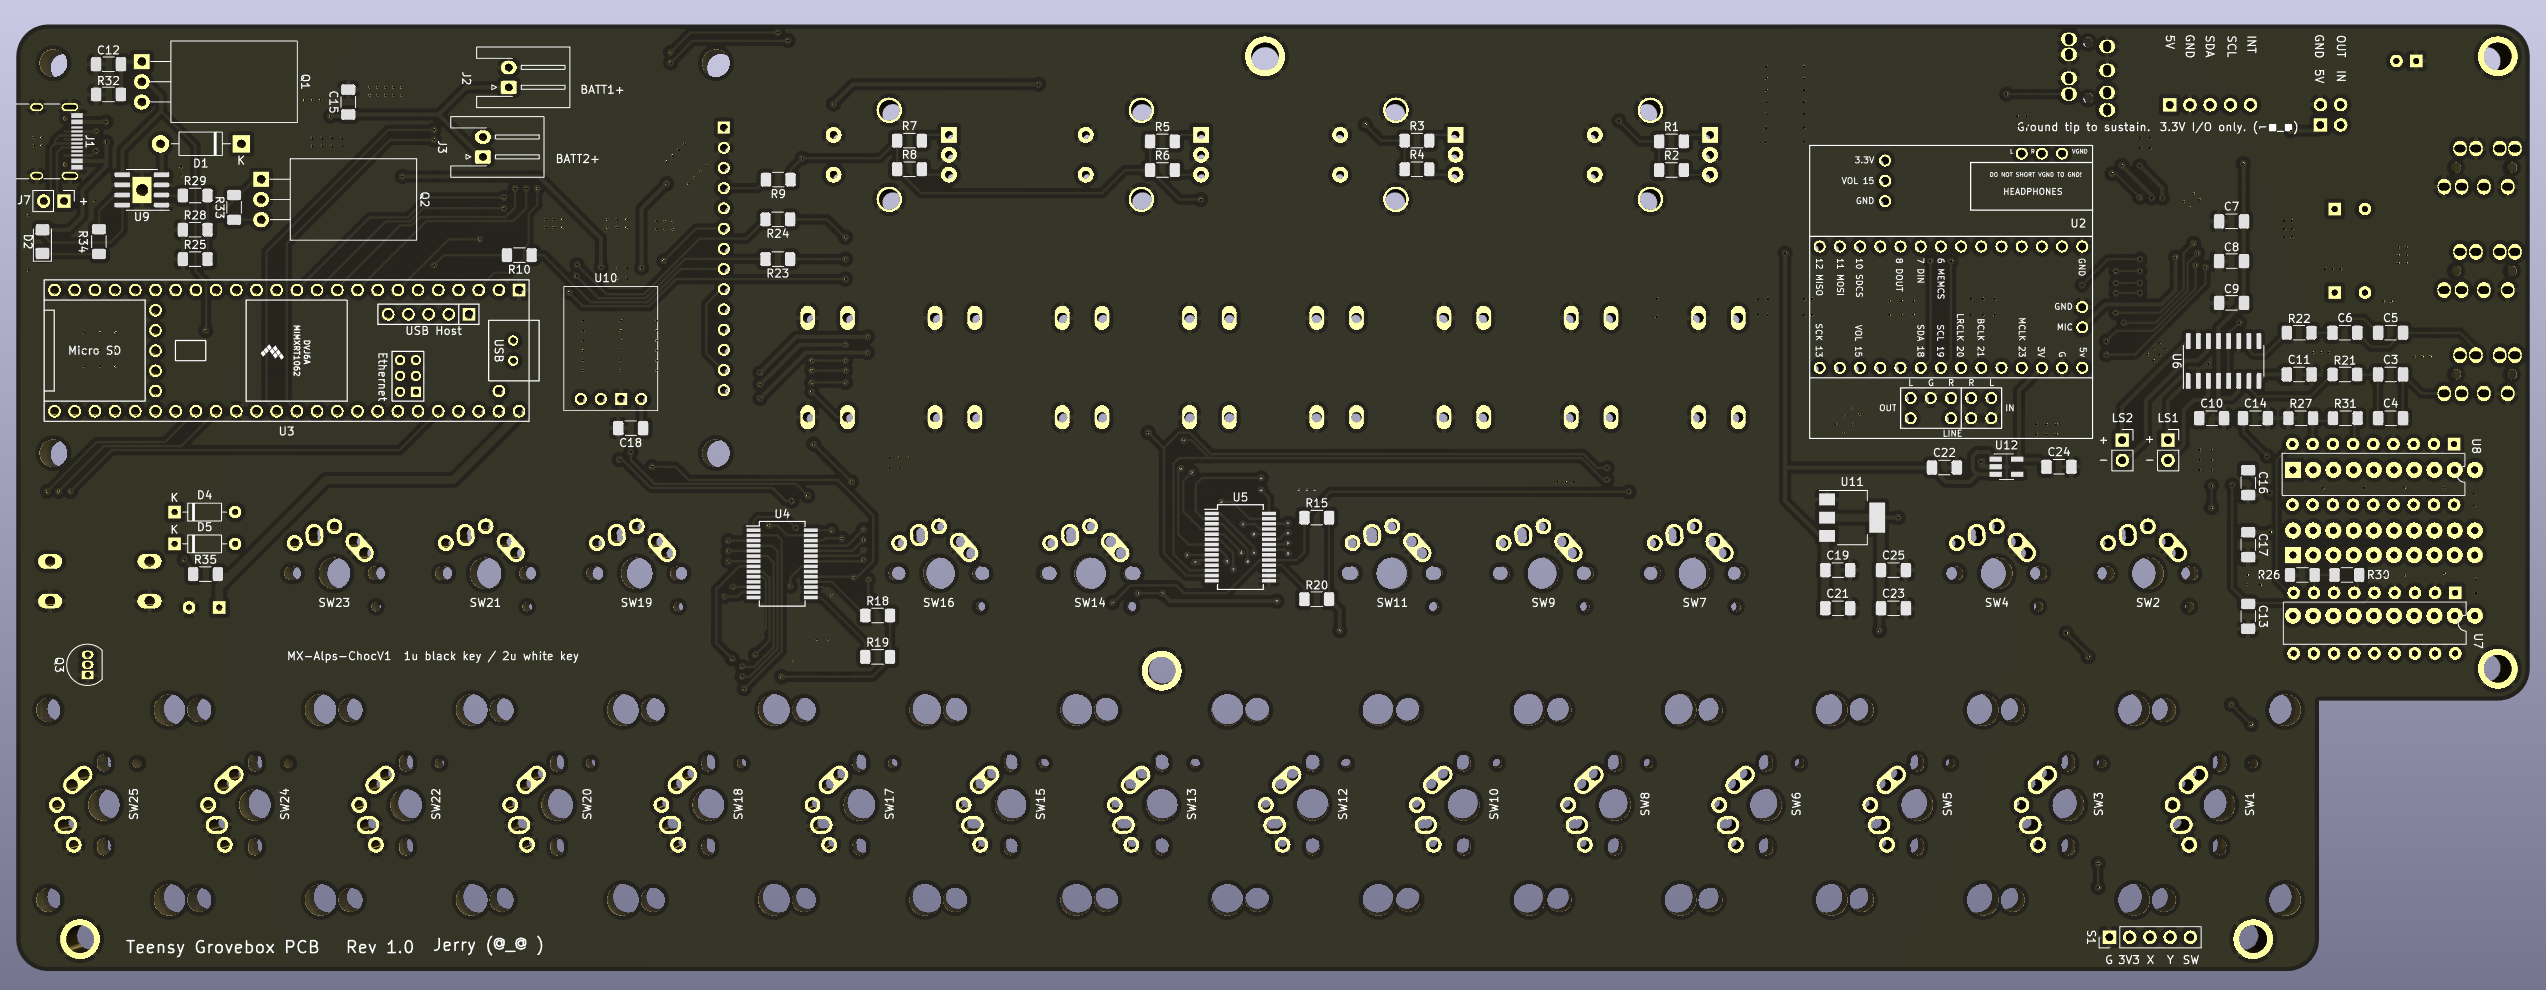 C12
R32
Q1
C15
J2
BATT1+
J3
BATT2+
J1
D1
K
R29
R28
R25
R33
Q2
J7 +
U9
D2
R34
R10
U10
R9
R24
R23
R7
R8
R5
R6
R3
R4
R1
R2
5V GND SDA SCL INT
GND 5V
OUT IN
Ground tip to sustain. 3.3V I/O only. (⌐■_■)
3.3V
VOL 15
GND
L R VGND
DO NOT SHORT VGND TO GND!
HEADPHONES
U2
12 MISO
11 MOSI
10 SDCS
8 DOUT
7 DIN
6 MEMCS
GND
GND
MIC
SCK 13
VOL 15
SDA 18
SCL 19
LRCLK 20
BCLK 21
MCLK 23
3V
G
5v
L G R R L
OUT
IN
LINE
C7
C8
C9
U6
R22 C6 C5
C11 R21 C3
C10 C14 R27 R31 C4
LS2 LS1
+ +
- -
Micro SD
MIMXRT1062
DVJ6A
USB Host
Ethernet
USB
U3
C18
C22
U12
C24
U11
U8
C16
C17
R26
R30
C13
U7
C19 C25
C21 C23
K D4
K D5
R35
U4
U5
R15
R20
R18
R19
SW23 SW21 SW19 SW16 SW14 SW11 SW9 SW7 SW4 SW2
Q3
MX-Alps-ChocV1 1u black key / 2u white key
SW25 SW24 SW22 SW20 SW18 SW17 SW15 SW13 SW12 SW10 SW8 SW6 SW5 SW3 SW1
Teensy Grovebox PCB Rev 1.0 Jerry (@_@ )
S1
G 3V3 X Y SW